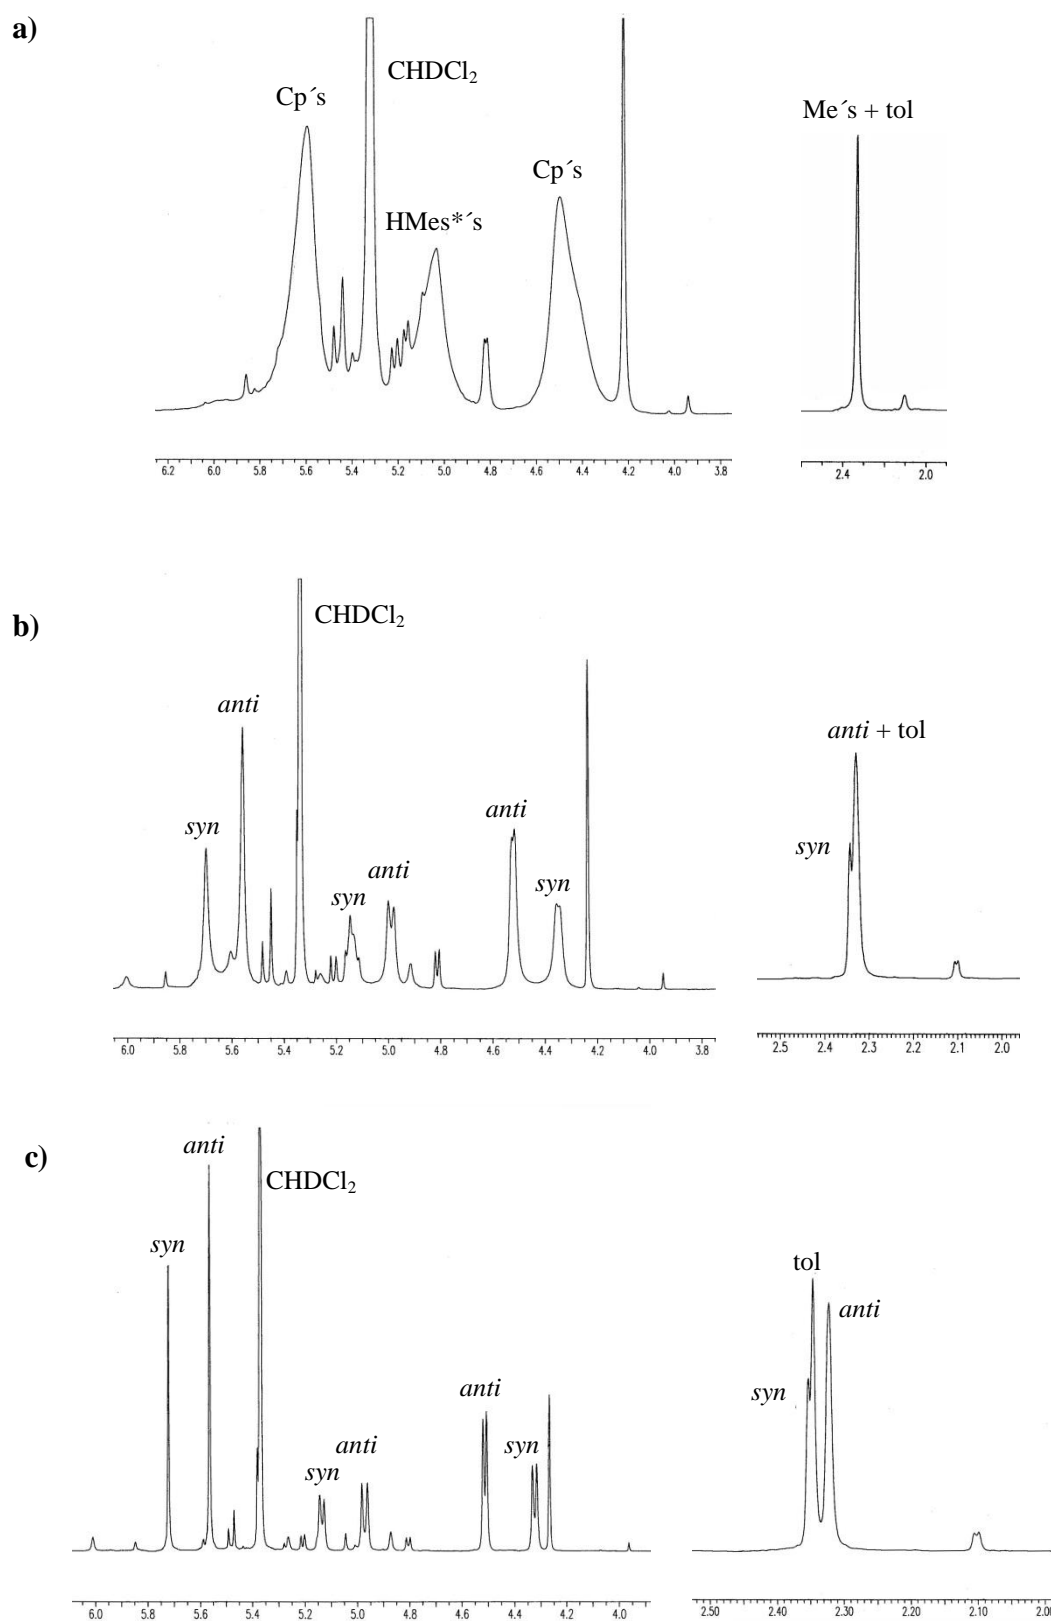 a)
CHDCl₂
Cp´s
Me´s + tol
Cp´s
HMes*´s
6.2 6.0 5.8 5.6 5.4 5.2 5.0 4.8 4.6 4.4 4.2 4.0 3.8
2.4 2.0
b)
CHDCl₂
anti
anti + tol
syn
anti
syn
anti
syn
syn
6.0 5.8 5.6 5.4 5.2 5.0 4.8 4.6 4.4 4.2 4.0 3.8
2.5 2.4 2.3 2.2 2.1 2.0
c)
anti
CHDCl₂
syn
tol
anti
anti
syn
anti
syn
syn
6.0 5.8 5.6 5.4 5.2 5.0 4.8 4.6 4.4 4.2 4.0
2.50 2.40 2.30 2.20 2.10 2.00